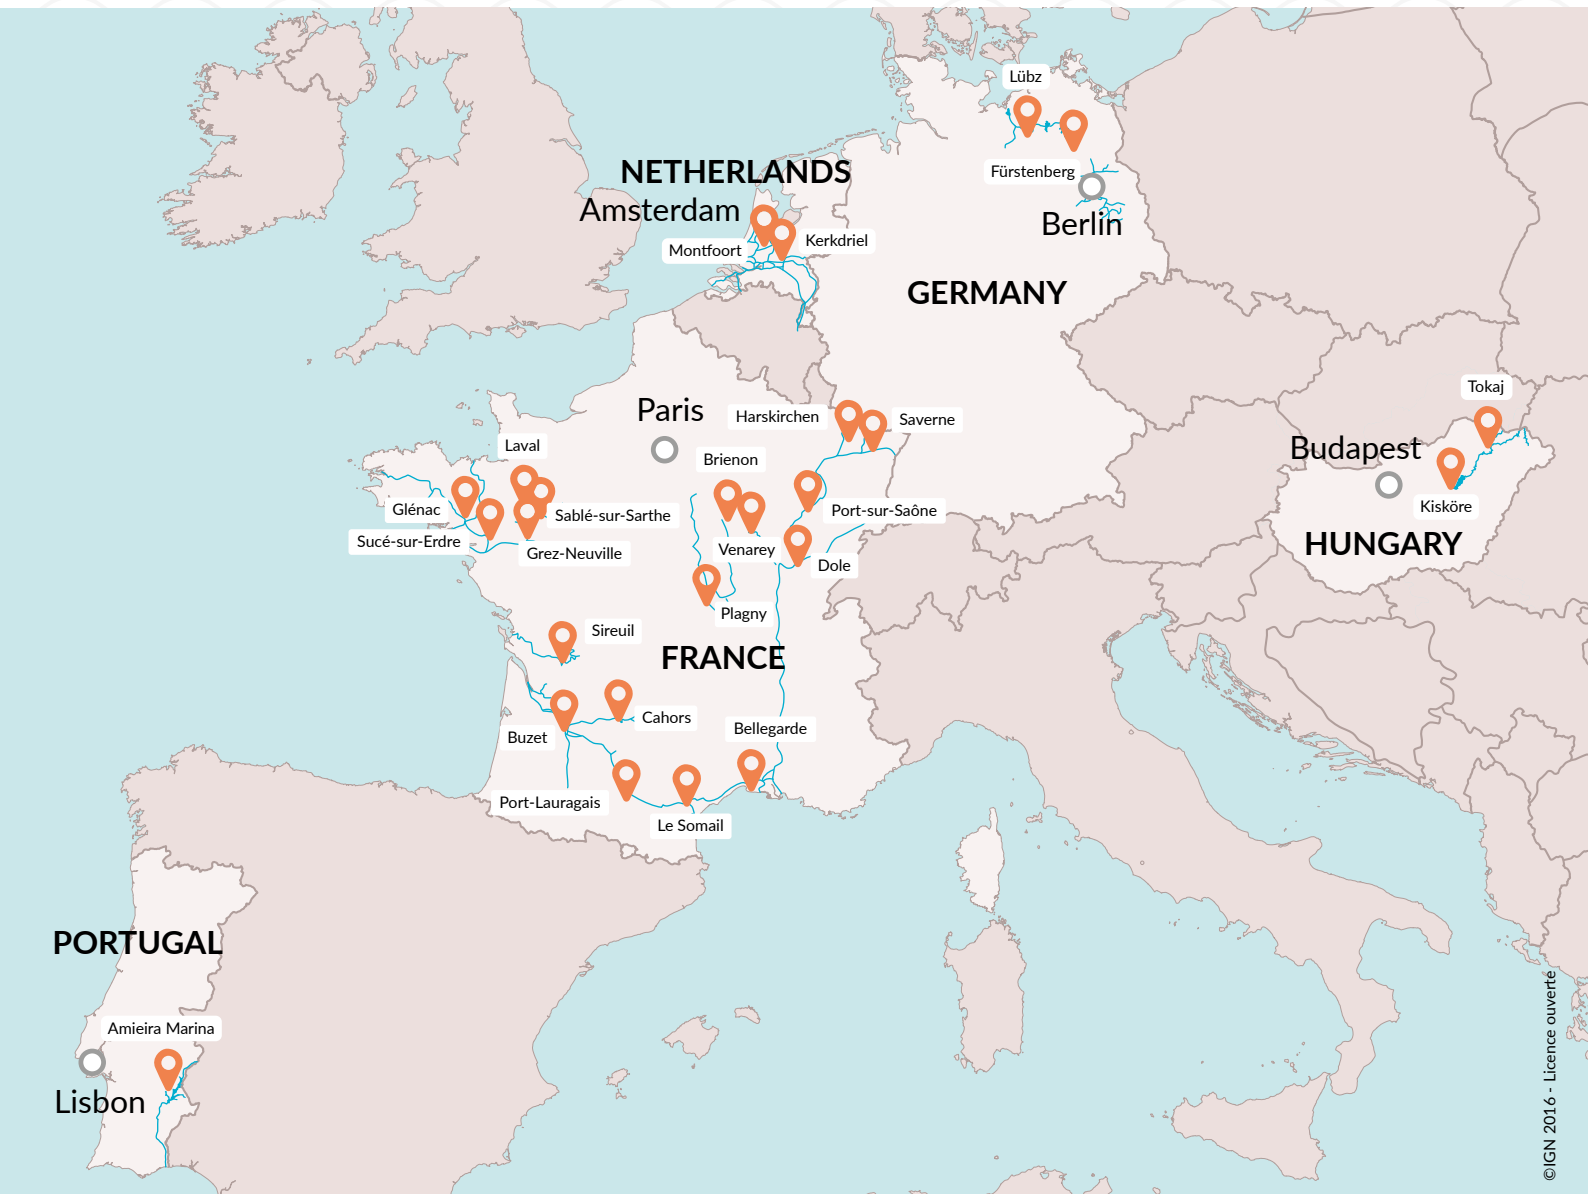 Lübz
Fürstenberg
Berlin
NETHERLANDS
Amsterdam
Montfoort
Kerkdriel
GERMANY
Tokaj
Budapest
Kisköre
HUNGARY
Paris
Harskirchen
Saverne
Laval
Brienon
Glénac
Sablé-sur-Sarthe
Port-sur-Saône
Sucé-sur-Erdre
Grez-Neuville
Venarey
Dole
Plagny
Sireuil
FRANCE
Cahors
Buzet
Bellegarde
Port-Lauragais
Le Somail
PORTUGAL
Amieira Marina
Lisbon
©IGN 2016 - Licence ouverte